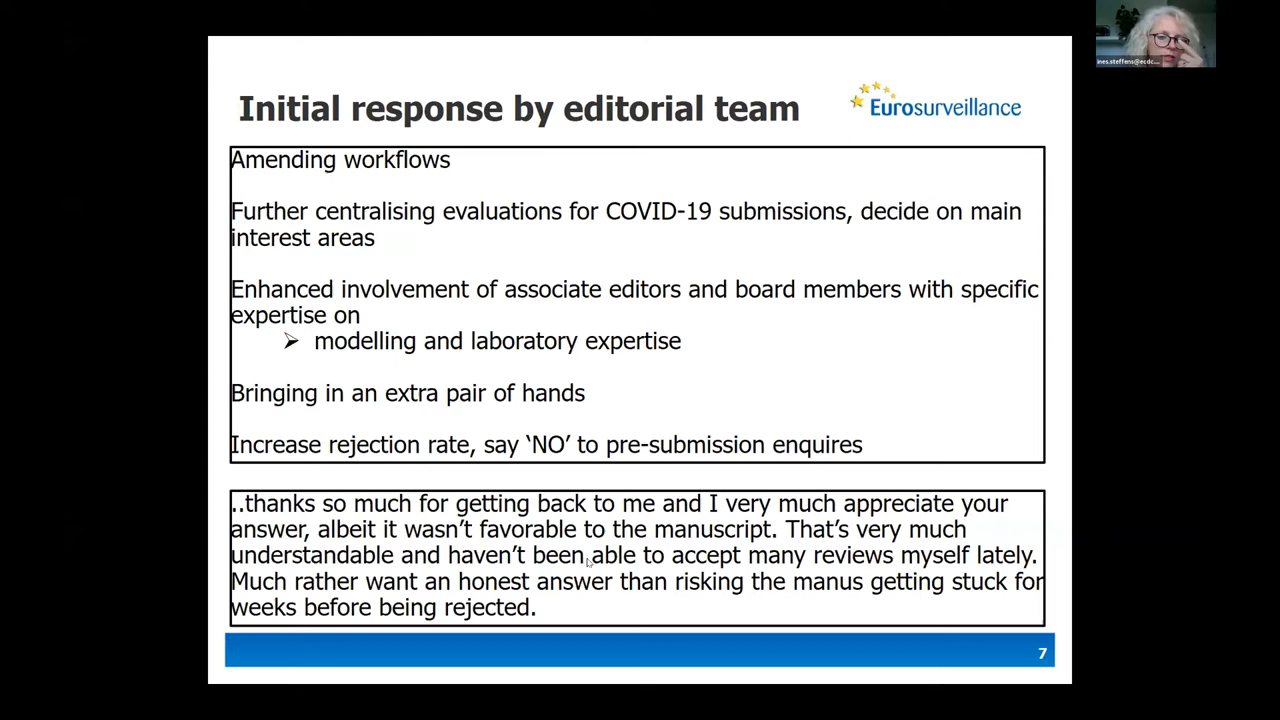 ines.steffens@ecdc....
Initial response by editorial team
Eurosurveillance
Amending workflows
Further centralising evaluations for COVID-19 submissions, decide on main
interest areas
Enhanced involvement of associate editors and board members with specific
expertise on
➢ modelling and laboratory expertise
Bringing in an extra pair of hands
Increase rejection rate, say ‘NO’ to pre-submission enquires
..thanks so much for getting back to me and I very much appreciate your
answer, albeit it wasn’t favorable to the manuscript. That’s very much
understandable and haven’t been able to accept many reviews myself lately.
Much rather want an honest answer than risking the manus getting stuck for
weeks before being rejected.
7